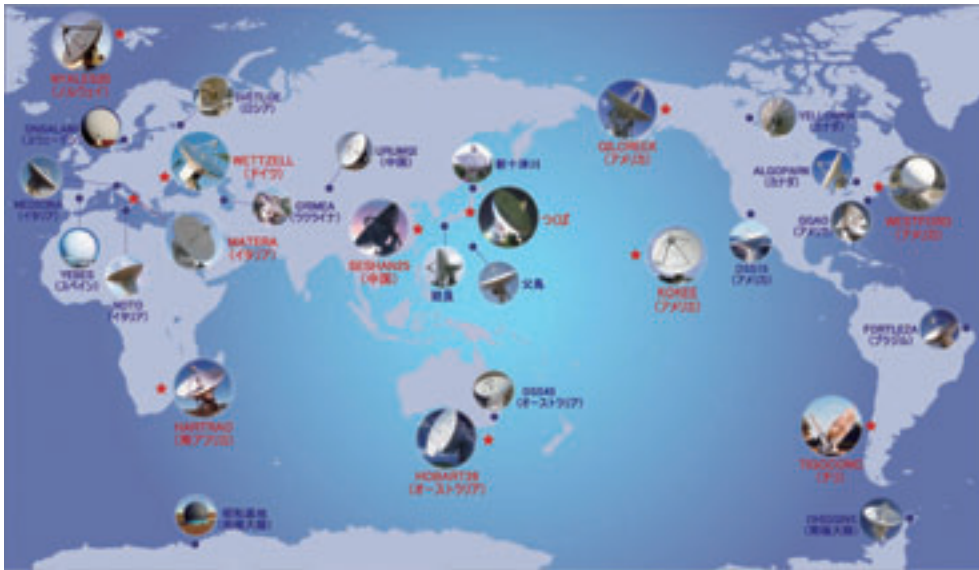 NYALES20
(ノルウェイ)
SVETLOE
(ロシア)
ONSALA60
(スウェーデン)
WETTZELL
(ドイツ)
URUMQI
(中国)
新十津川
GILCREEK
(アメリカ)
(カナダ)
ALGOPARK
(カナダ)
MEDICINA
(イタリア)
CRIMEA
(ウクライナ)
つくば
GGAO
(アメリカ)
WESTFORD
(アメリカ)
MATERA
(イタリア)
SESHAN25
(中国)
YEBES
(スペイン)
父島
KOKEE
(アメリカ)
DSS15
(アメリカ)
NOTO
(イタリア)
FORTLEZA
(ブラジル)
DSS45
(オーストラリア)
HARTRAO
(南アフリカ)
HOBART26
(オーストラリア)
TIGOCONC
(チリ)
昭和基地
(南極大陸)
OHIGGINS
(南極大陸)